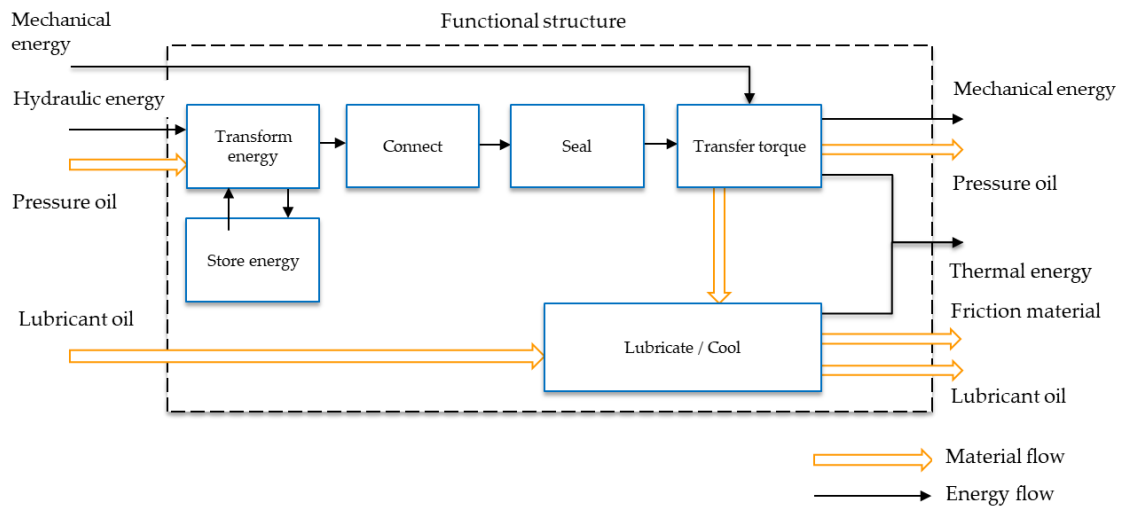 Functional structure
Mechanical
energy
Hydraulic energy
Pressure oil
Lubricant oil
Transform
energy
Connect
Seal
Transfer torque
Store energy
Lubricate / Cool
Mechanical energy
Pressure oil
Thermal energy
Friction material
Lubricant oil
Material flow
Energy flow